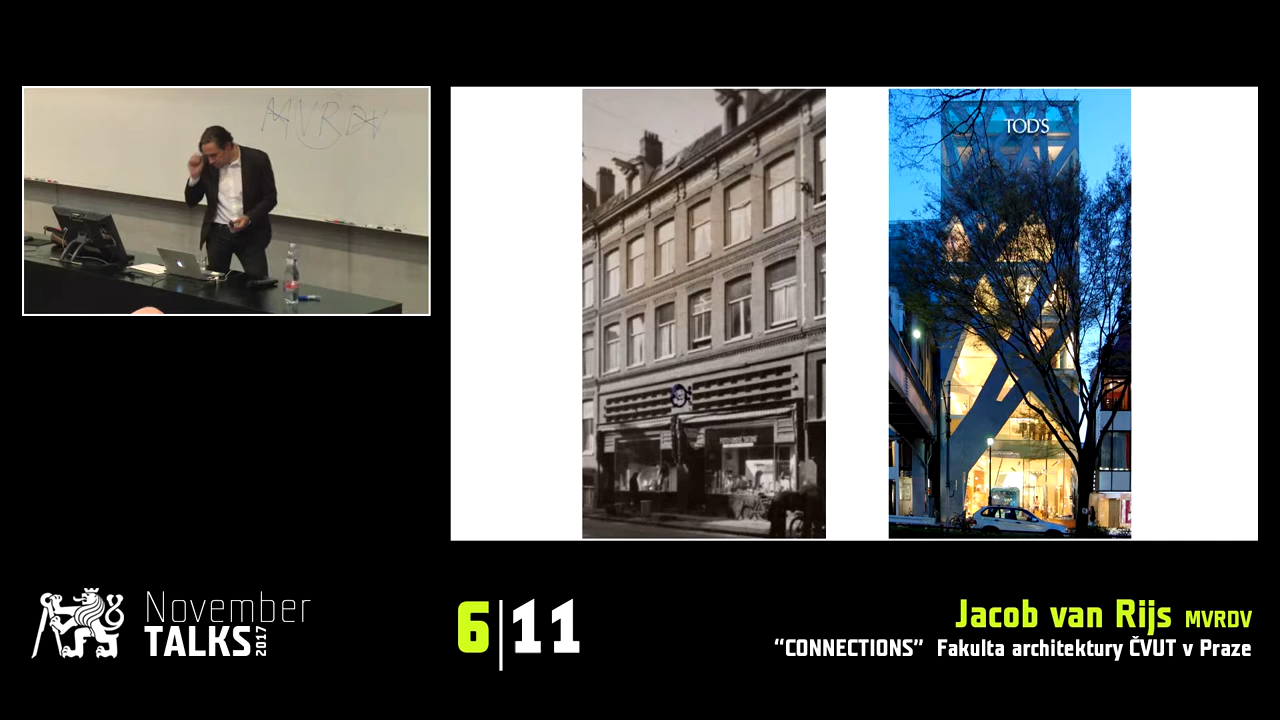 MVRDV
TOD'S
November
TALKS 2017
6|11
Jacob van Rijs MVRDV
“CONNECTIONS” Fakulta architektury ČVUT v Praze